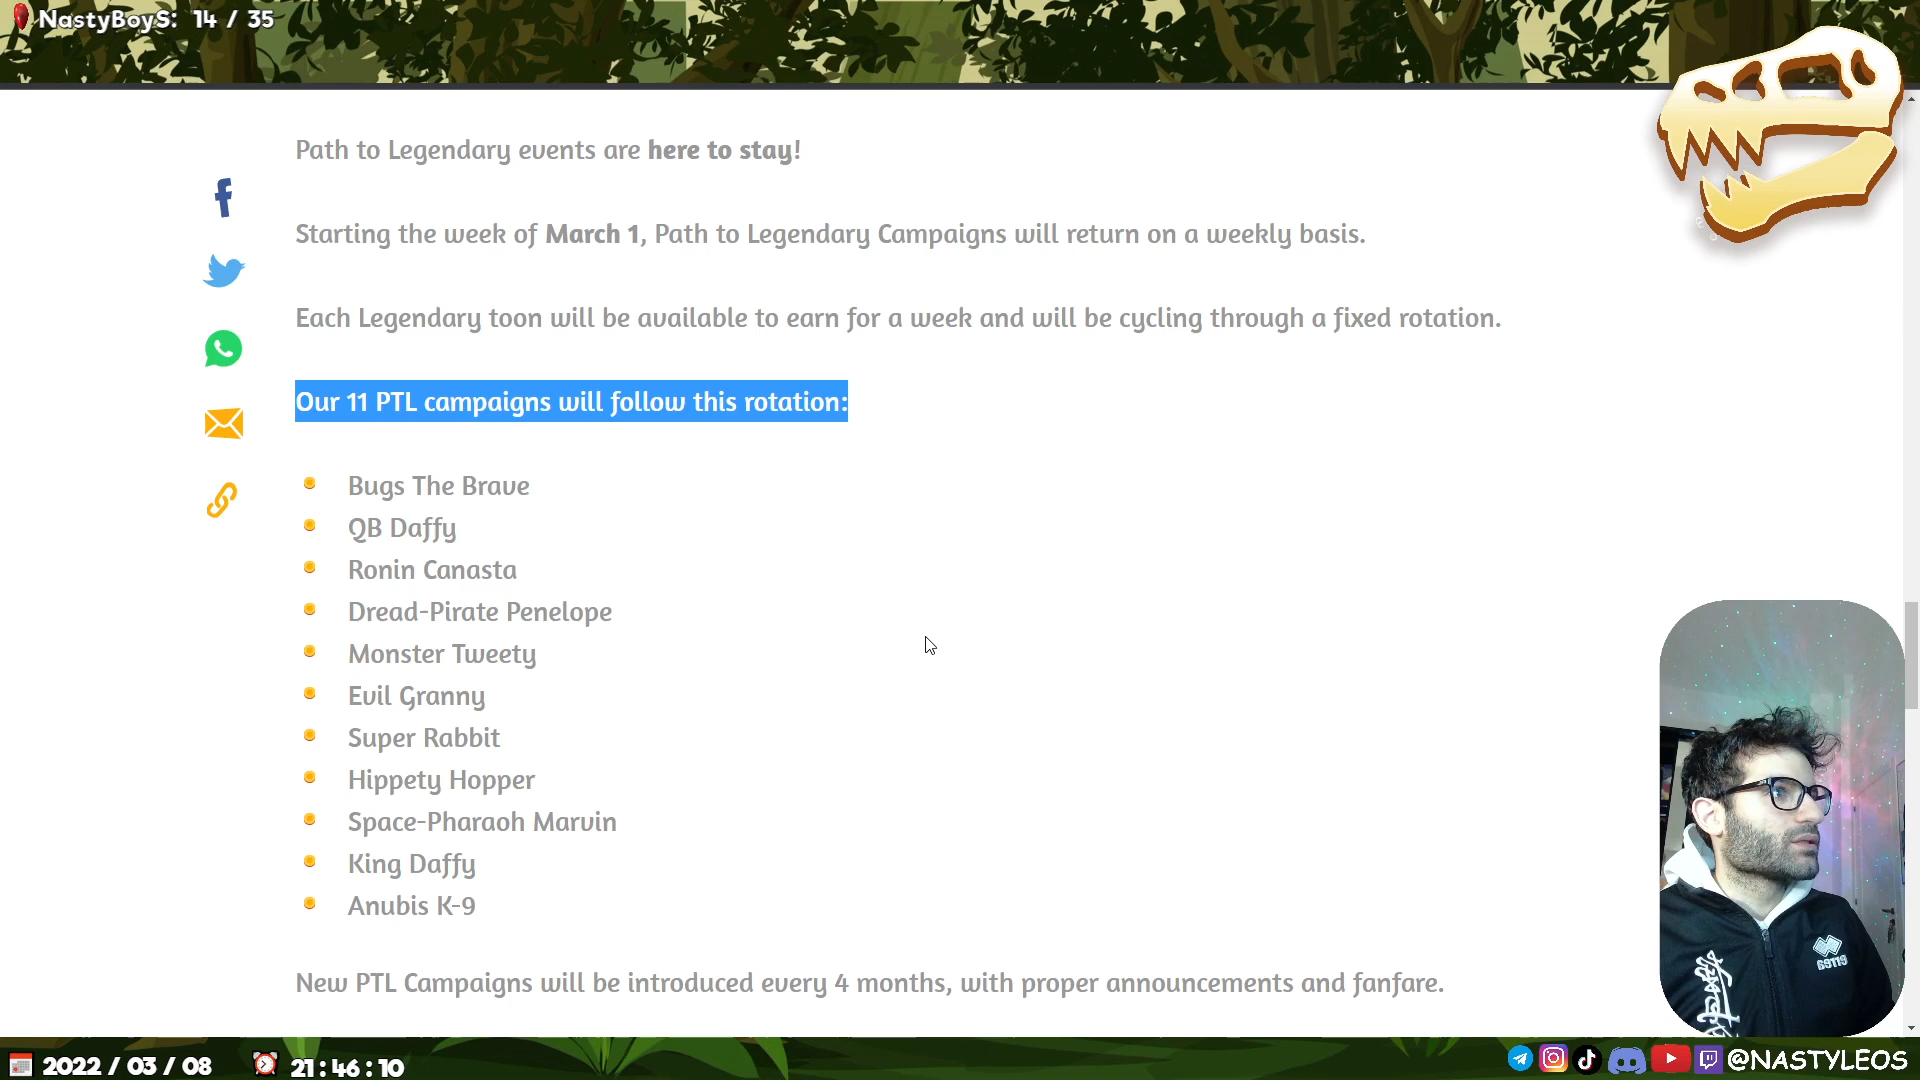 NastyBoyS: 14 / 35
Path to Legendary events are here to stay!
Starting the week of March 1, Path to Legendary Campaigns will return on a weekly basis.
Each Legendary toon will be available to earn for a week and will be cycling through a fixed rotation.
Our 11 PTL campaigns will follow this rotation:
Bugs The Brave
QB Daffy
Ronin Canasta
Dread-Pirate Penelope
Monster Tweety
Evil Granny
Super Rabbit
Hippety Hopper
Space-Pharaoh Marvin
King Daffy
Anubis K-9
New PTL Campaigns will be introduced every 4 months, with proper announcements and fanfare.
2022 / 03 / 08
21:46:10
@NASTYLEOS